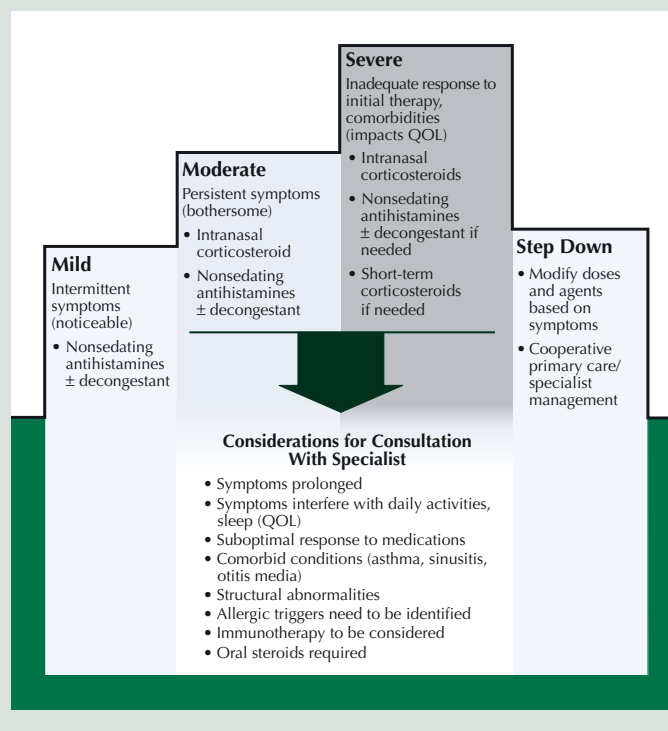 Mild
Intermittent
symptoms
(noticeable)
• Nonsedating
antihistamines
± decongestant
Moderate
Persistent symptoms
(bothersome)
• Intranasal
corticosteroid
• Nonsedating
antihistamines
± decongestant
Severe
Inadequate response to
initial therapy,
comorbidities
(impacts QOL)
• Intranasal
corticosteroids
• Nonsedating
antihistamines
± decongestant if
needed
• Short-term
corticosteroids
if needed
Step Down
• Modify doses
and agents
based on
symptoms
• Cooperative
primary care/
specialist
management
Considerations for Consultation
With Specialist
• Symptoms prolonged
• Symptoms interfere with daily activities,
sleep (QOL)
• Suboptimal response to medications
• Comorbid conditions (asthma, sinusitis,
otitis media)
• Structural abnormalities
• Allergic triggers need to be identified
• Immunotherapy to be considered
• Oral steroids required